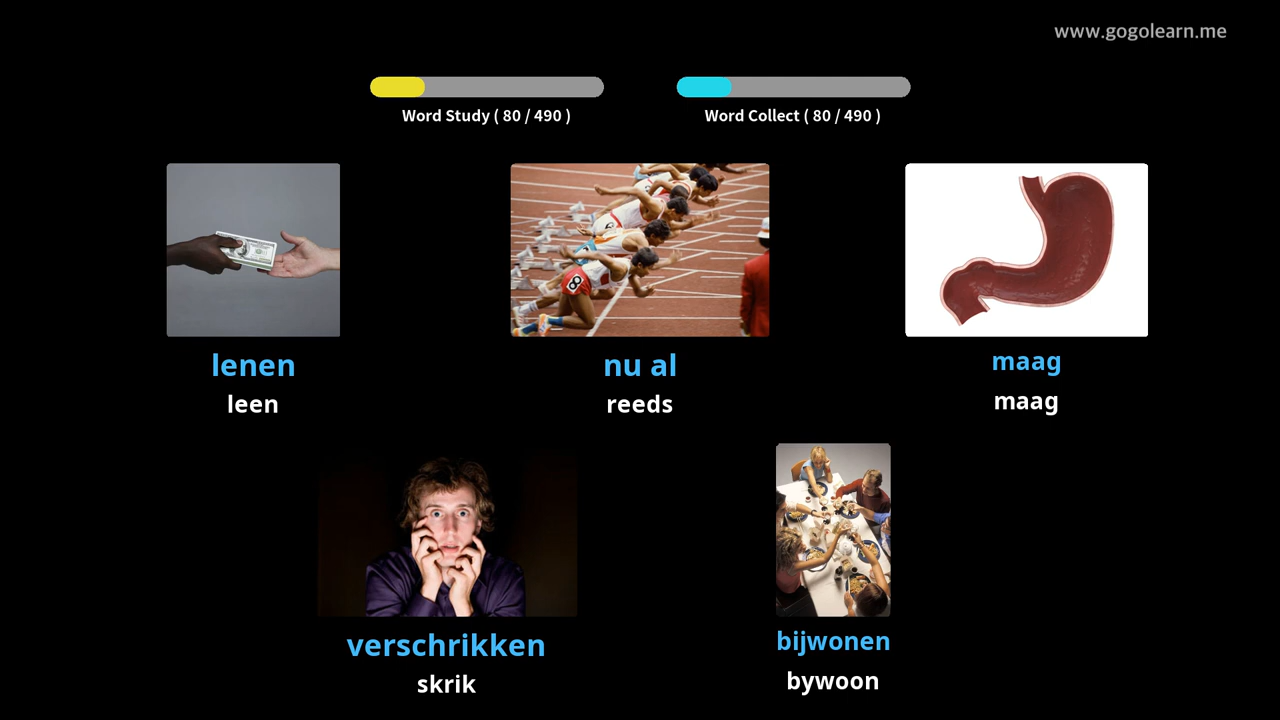 www.gogolearn.me
Word Study ( 80 / 490 )
Word Collect ( 80 / 490 )
lenen
leen
nu al
reeds
maag
maag
verschrikken
skrik
bijwonen
bywoon